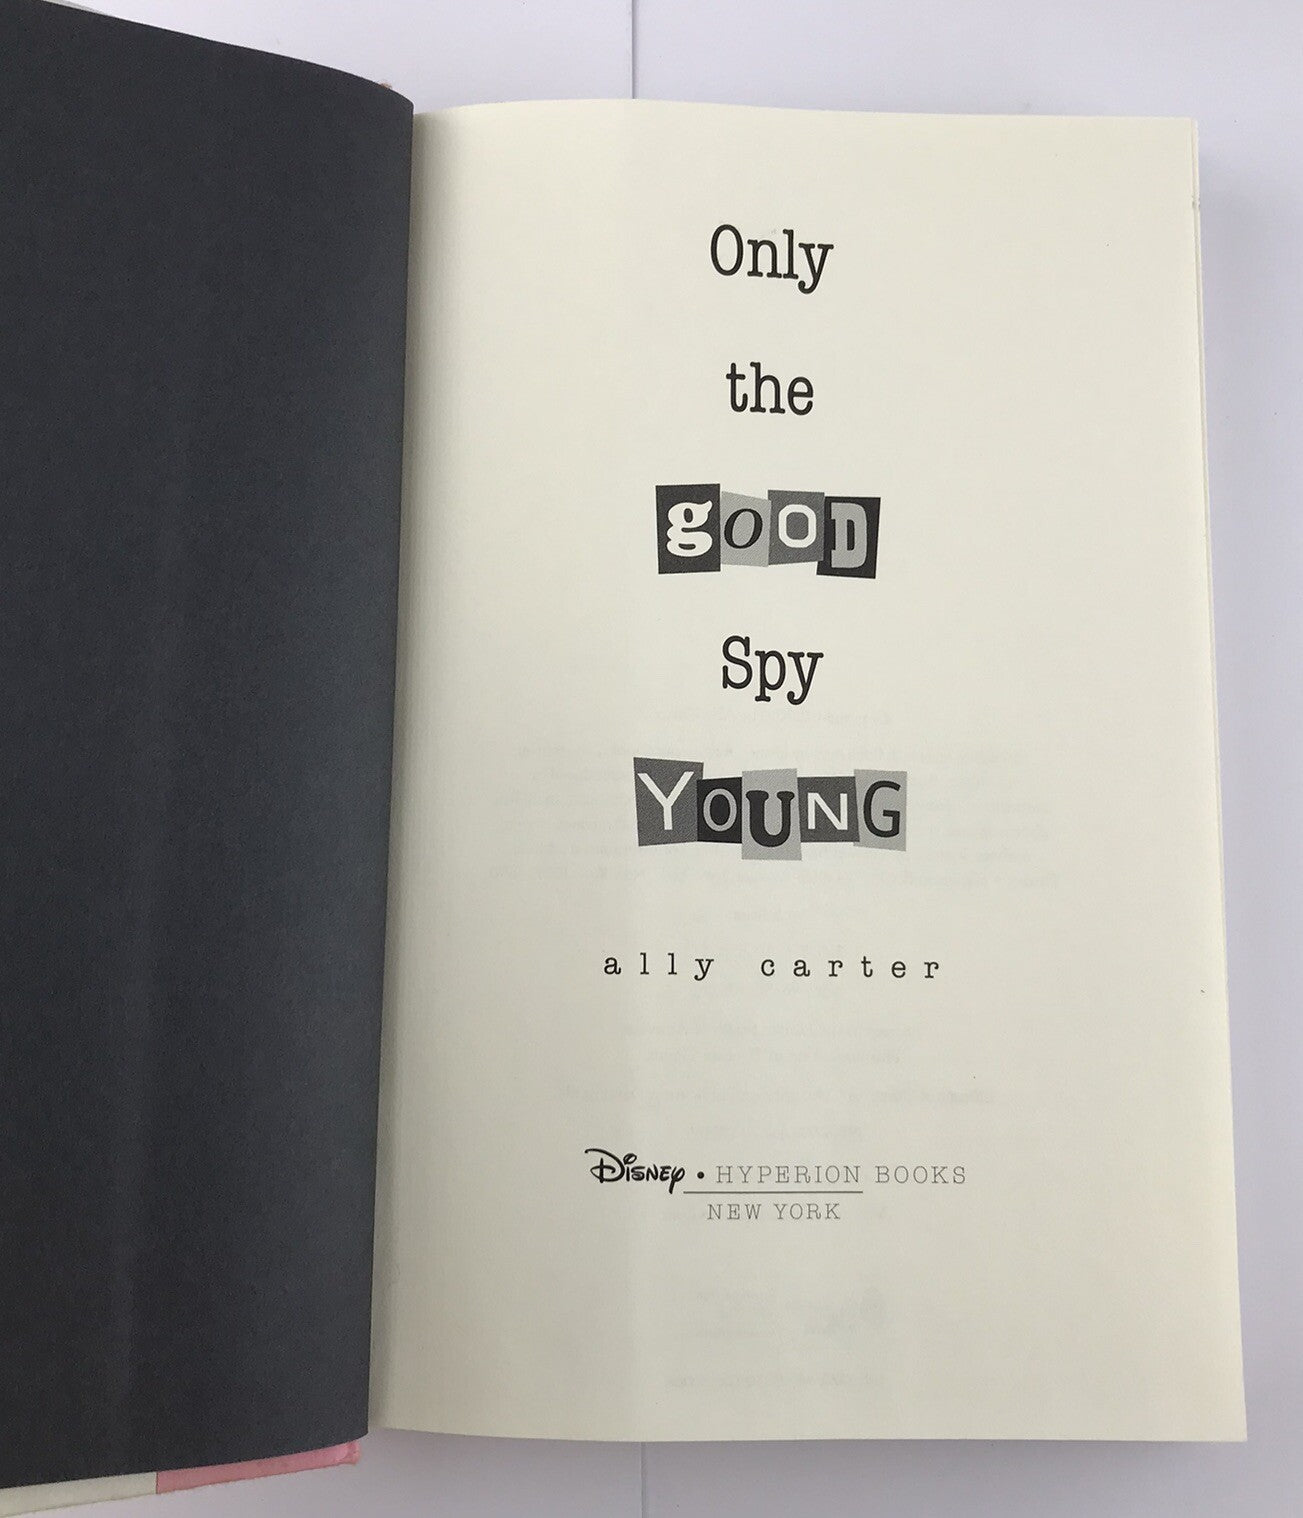 Only
the
gOOD
Spy
YOUNG
ally carter
Disney • HYPERION BOOKS
NEW YORK